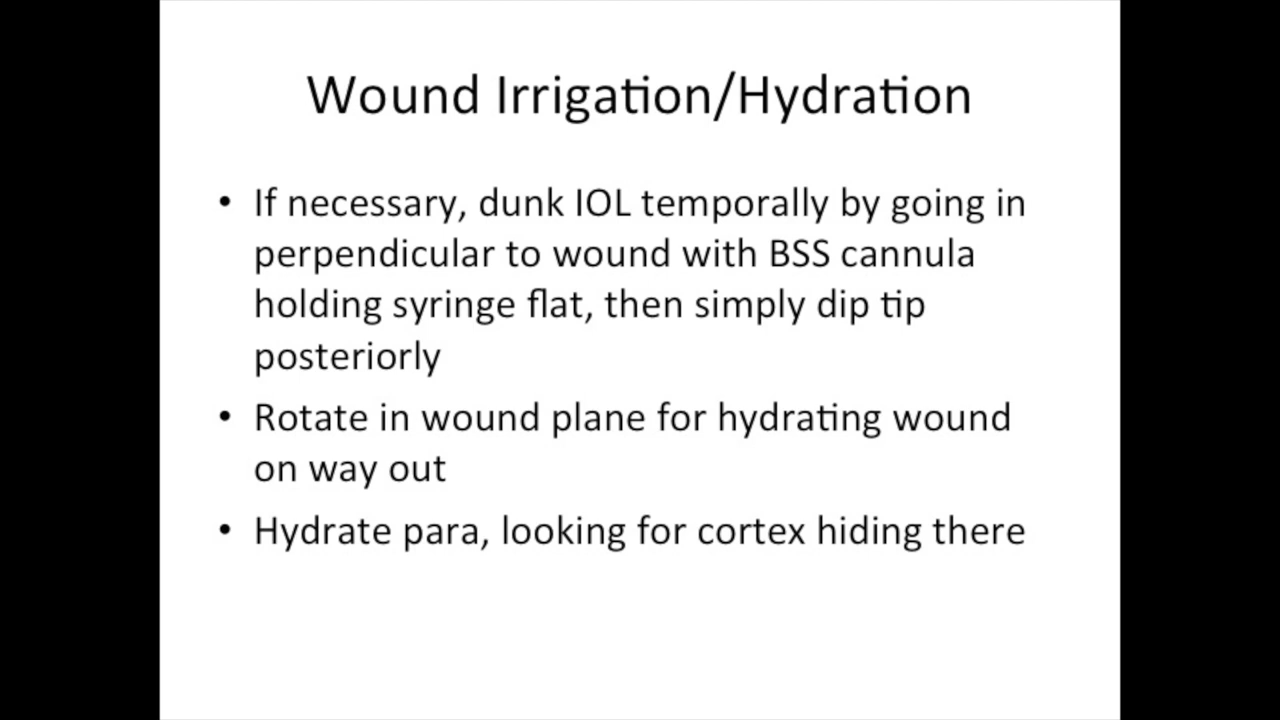 Wound Irrigation/Hydration
• If necessary, dunk IOL temporally by going in
perpendicular to wound with BSS cannula
holding syringe flat, then simply dip tip
posteriorly
• Rotate in wound plane for hydrating wound
on way out
• Hydrate para, looking for cortex hiding there